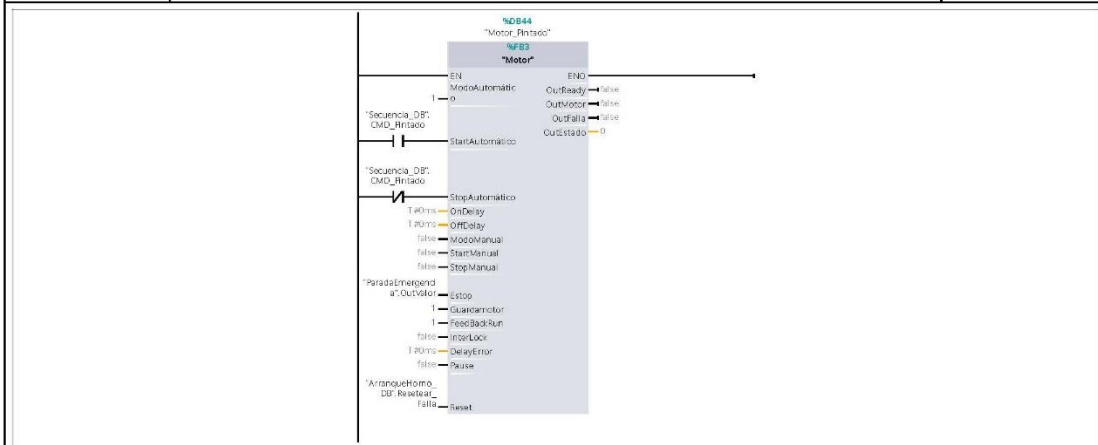 %DB44
"Motor_Pintado"
%FB3
"Motor"
EN
ENO
ModoAutomátic
o
1
OutReady
false
OutMotor
false
OutFalla
false
OutEstado
0
"Secuencia_DB".
CMD_Pintado
StartAutomático
"Secuencia_DB".
CMD_Pintado
StopAutomático
T#0ms
OnDelay
T#0ms
OffDelay
false
ModoManual
false
StartManual
false
StopManual
"ParadaEmergenci
a".OutValor
Estop
1
Guardamotor
1
FeedBackRun
false
InterLock
T#0ms
DelayError
false
Pause
"ArranqueHorno_
DB".Resetear_
Falla
Reset